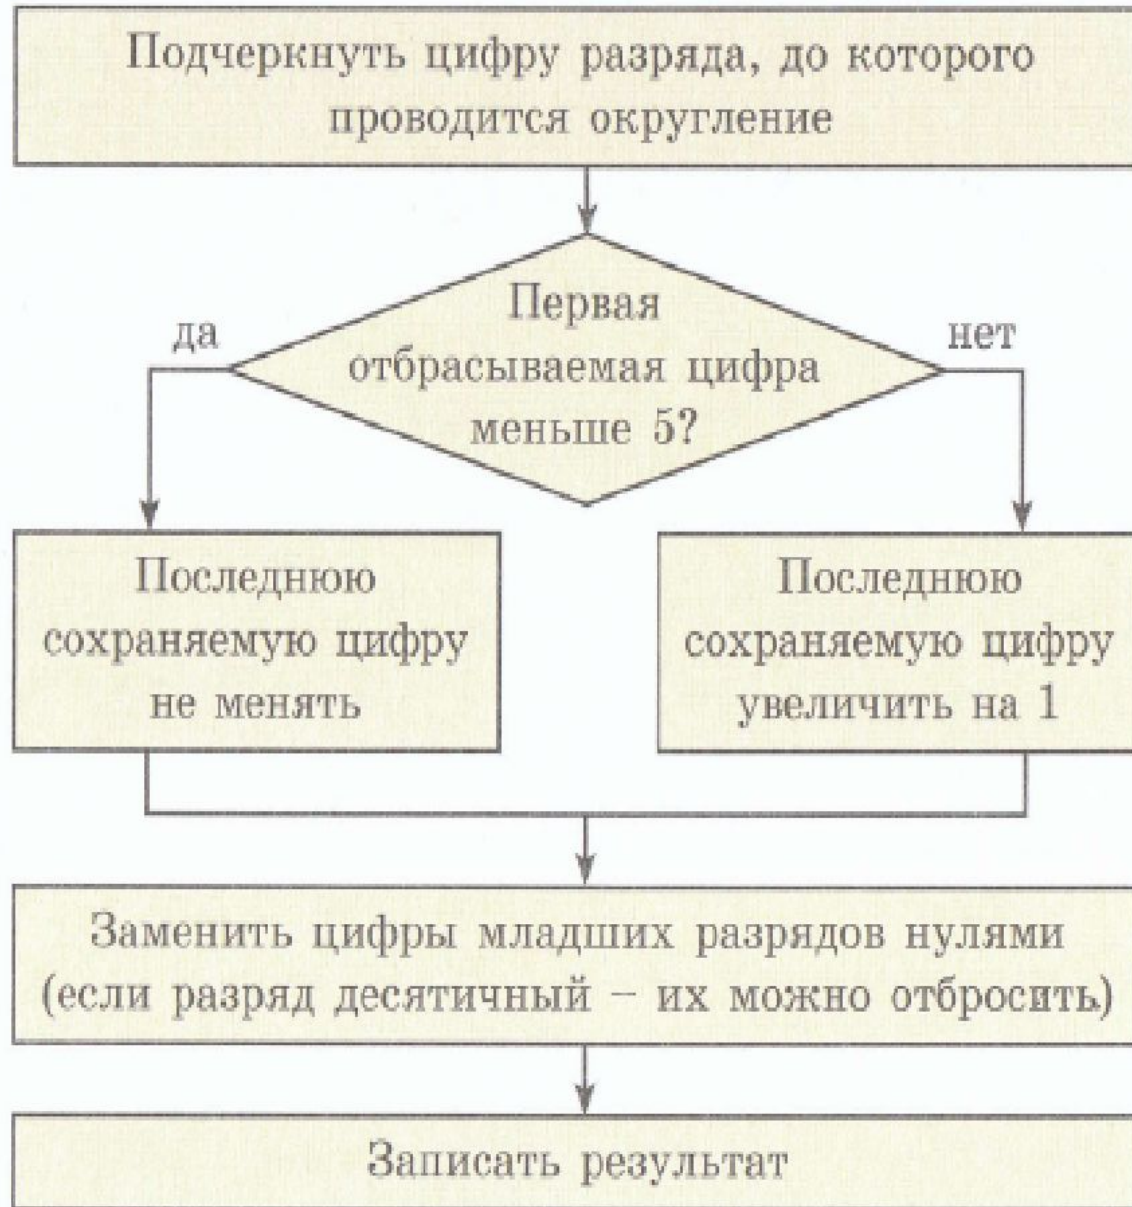 Подчеркнуть цифру разряда, до которого
проводится округление
Первая
отбрасываемая цифра
меньше 5?
да
нет
Последнюю
сохраняемую цифру
не менять
Последнюю
сохраняемую цифру
увеличить на 1
Заменить цифры младших разрядов нулями
(если разряд десятичный – их можно отбросить)
Записать результат